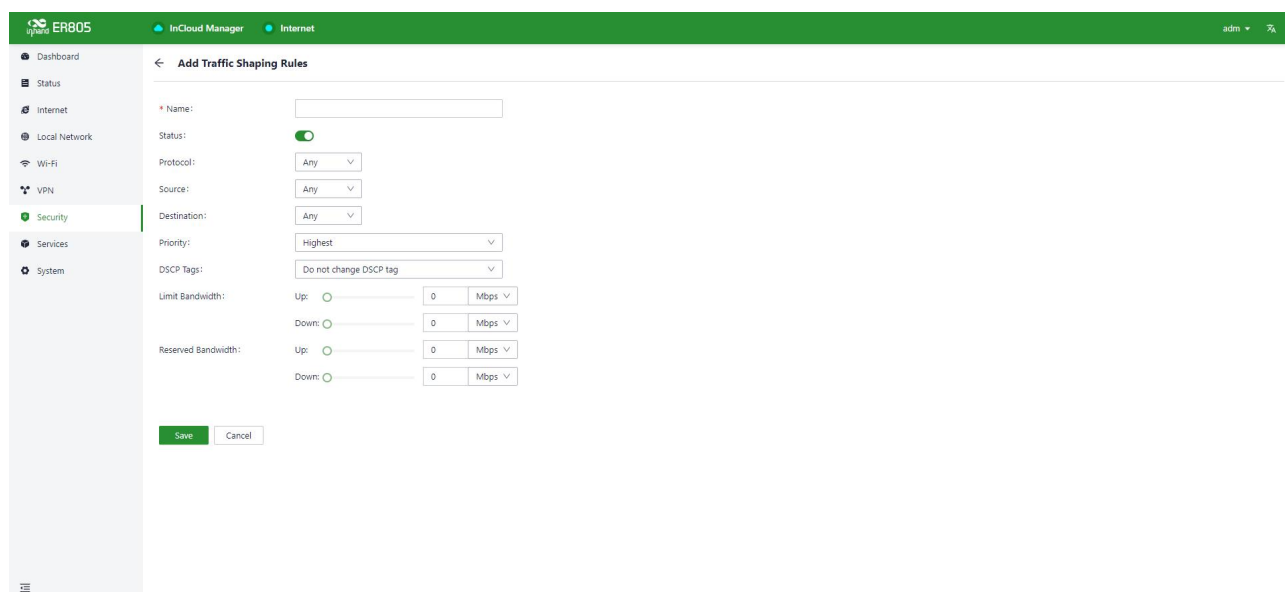 inhand ER805 InCloud Manager Internet adm
Dashboard
Status
Internet
Local Network
Wi-Fi
VPN
Security
Services
System
Add Traffic Shaping Rules
* Name:
Status:
Protocol: Any
Source: Any
Destination: Any
Priority: Highest
DSCP Tags: Do not change DSCP tag
Limit Bandwidth: Up: 0 Mbps
Down: 0 Mbps
Reserved Bandwidth: Up: 0 Mbps
Down: 0 Mbps
Save Cancel